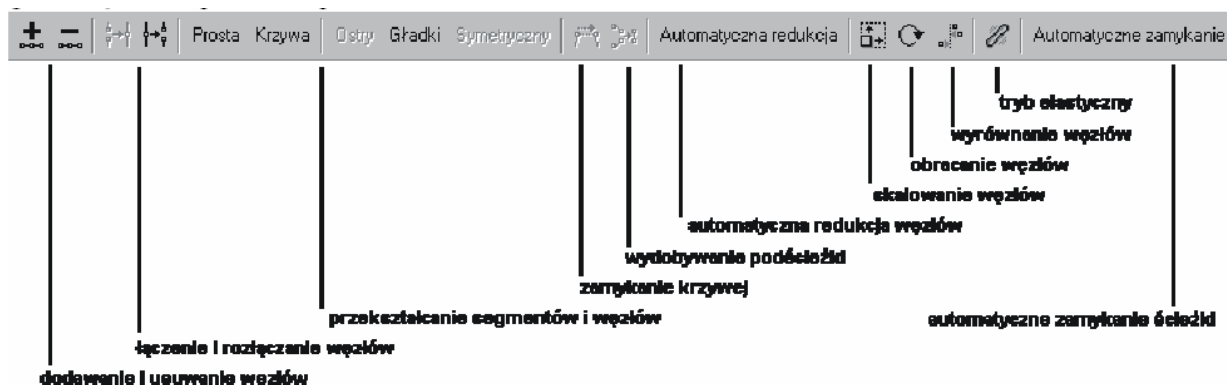 Prosta Krzywa Ostry Gładki Symetryczny Automatyczna redukcja Automatyczne zamykanie
tryb elastyczny
wyrównanie węzłów
obracanie węzłów
skalowanie węzłów
automatyczna redukcja węzłów
wydobywanie podścieżki
zamykanie krzywej
przekształcanie segmentów i węzłów
automatyczne zamykanie ścieżki
łączenie i rozłączanie węzłów
dodawanie i usuwanie węzłów